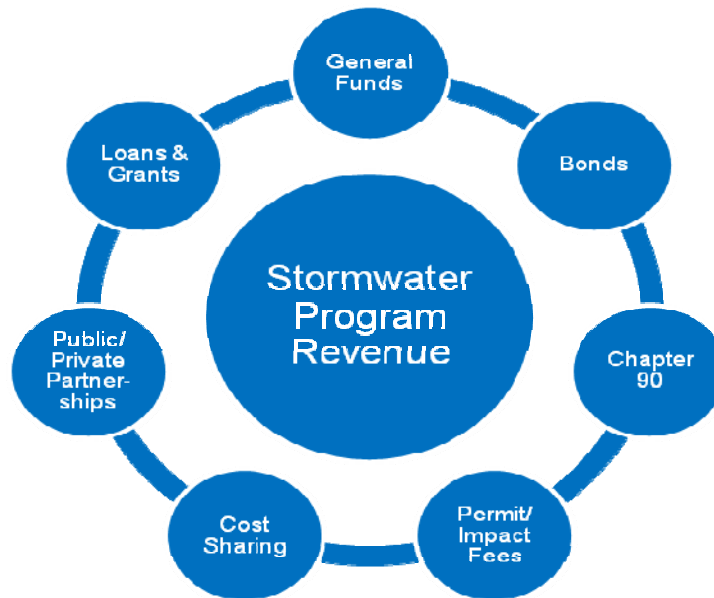 General
Funds
Loans &
Grants
Bonds
Stormwater
Program
Revenue
Public/
Private
Partner-
ships
Chapter
90
Cost
Sharing
Permit/
Impact
Fees